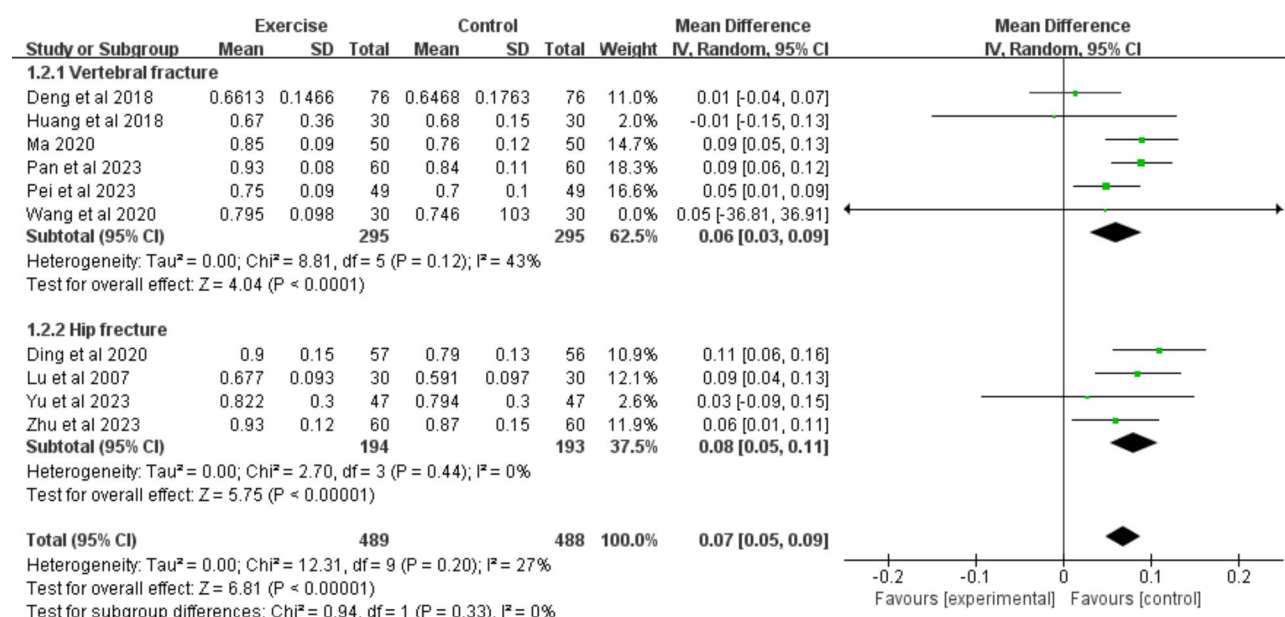 Exercise Control Mean Difference Mean Difference
Study or Subgroup Mean SD Total Mean SD Total Weight IV, Random, 95% CI IV, Random, 95% CI
1.2.1 Vertebral fracture
Deng et al 2018 0.6613 0.1466 76 0.6468 0.1763 76 11.0% 0.01 [-0.04, 0.07]
Huang et al 2018 0.67 0.36 30 0.68 0.15 30 2.0% -0.01 [-0.15, 0.13]
Ma 2020 0.85 0.09 50 0.76 0.12 50 14.7% 0.09 [0.05, 0.13]
Pan et al 2023 0.93 0.08 60 0.84 0.11 60 18.3% 0.09 [0.06, 0.12]
Pei et al 2023 0.75 0.09 49 0.7 0.1 49 16.6% 0.05 [0.01, 0.09]
Wang et al 2020 0.795 0.098 30 0.746 103 30 0.0% 0.05 [-36.81, 36.91]
Subtotal (95% CI) 295 295 62.5% 0.06 [0.03, 0.09]
Heterogeneity: Tau² = 0.00; Chi² = 8.81, df = 5 (P = 0.12); I² = 43%
Test for overall effect: Z = 4.04 (P < 0.0001)
1.2.2 Hip frecture
Ding et al 2020 0.9 0.15 57 0.79 0.13 56 10.9% 0.11 [0.06, 0.16]
Lu et al 2007 0.677 0.093 30 0.591 0.097 30 12.1% 0.09 [0.04, 0.13]
Yu et al 2023 0.822 0.3 47 0.794 0.3 47 2.6% 0.03 [-0.09, 0.15]
Zhu et al 2023 0.93 0.12 60 0.87 0.15 60 11.9% 0.06 [0.01, 0.11]
Subtotal (95% CI) 194 193 37.5% 0.08 [0.05, 0.11]
Heterogeneity: Tau² = 0.00; Chi² = 2.70, df = 3 (P = 0.44); I² = 0%
Test for overall effect: Z = 5.75 (P < 0.00001)
Total (95% CI) 489 488 100.0% 0.07 [0.05, 0.09]
Heterogeneity: Tau² = 0.00; Chi² = 12.31, df = 9 (P = 0.20); I² = 27%
Test for overall effect: Z = 6.81 (P < 0.00001)
Test for subgroup differences: Chi² = 0.94, df = 1 (P = 0.33), I² = 0%
-0.2 -0.1 0 0.1 0.2
Favours [experimental] Favours [control]